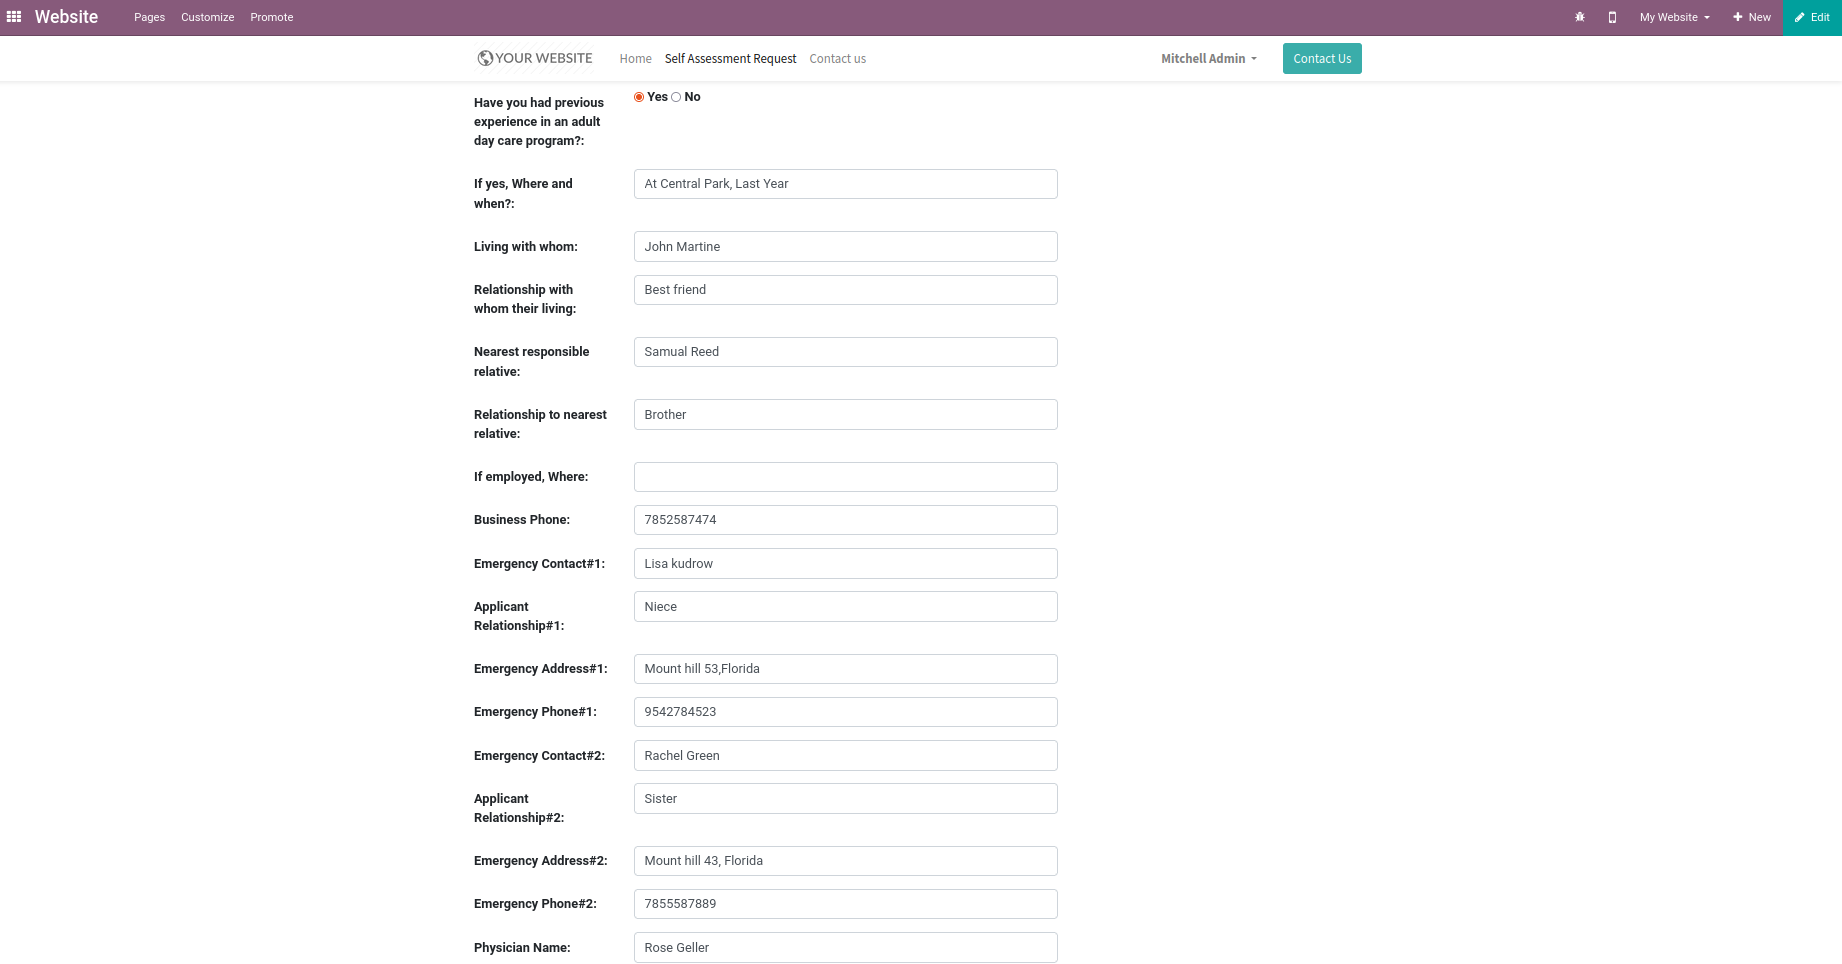 Website Pages Customize Promote My Website New Edit
YOUR WEBSITE Home Self Assessment Request Contact us Mitchell Admin Contact Us
Have you had previous Yes No
experience in an adult
day care program?:
If yes, Where and At Central Park, Last Year
when?:
Living with whom: John Martine
Relationship with Best friend
whom their living:
Nearest responsible Samual Reed
relative:
Relationship to nearest Brother
relative:
If employed, Where:
Business Phone: 7852587474
Emergency Contact#1: Lisa kudrow
Applicant Niece
Relationship#1:
Emergency Address#1: Mount hill 53,Florida
Emergency Phone#1: 9542784523
Emergency Contact#2: Rachel Green
Applicant Sister
Relationship#2:
Emergency Address#2: Mount hill 43, Florida
Emergency Phone#2: 7855587889
Physician Name: Rose Geller